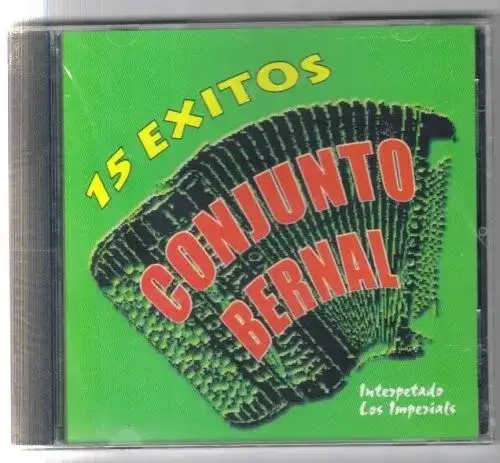 15 EXITOS
CONJUNTO
BERNAL
Interpetado
Los Imperials